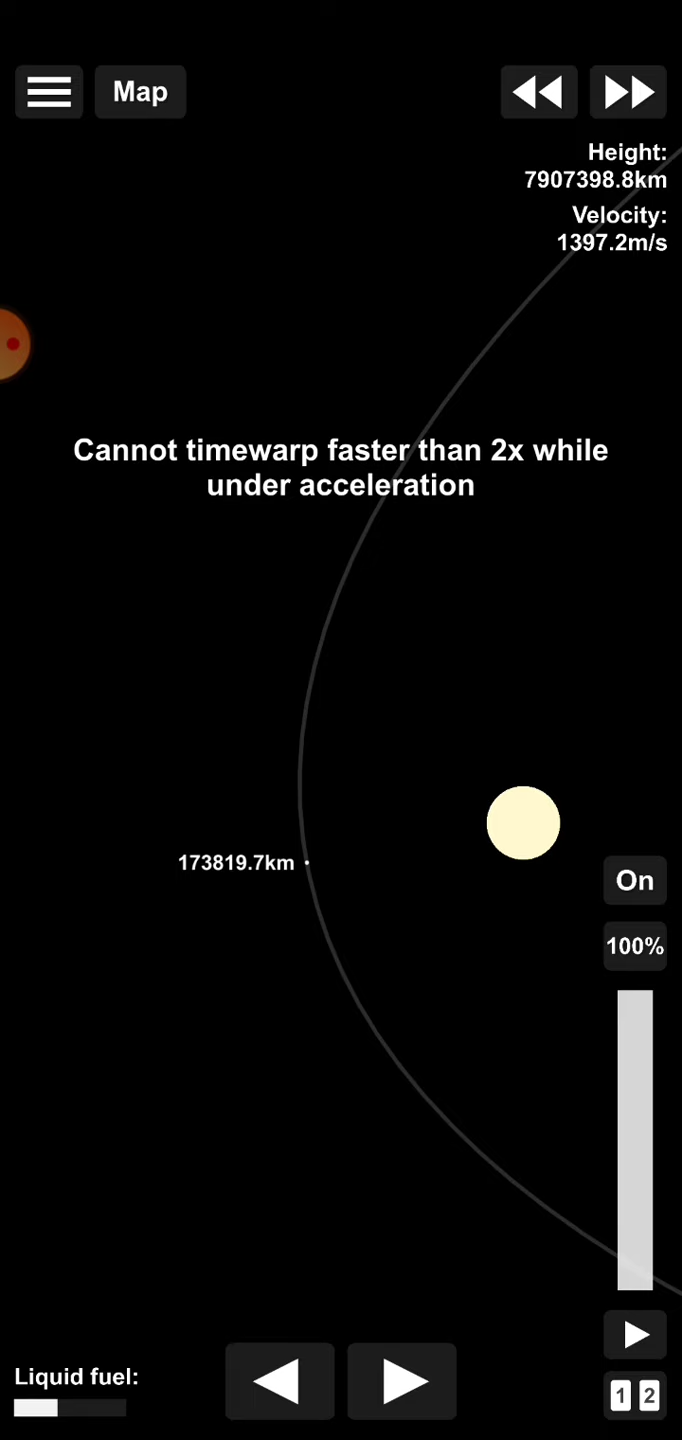 Map
Height:
7907398.8km
Velocity:
1397.2m/s
Cannot timewarp faster than 2x while
under acceleration
173819.7km
On
100%
Liquid fuel:
1 2